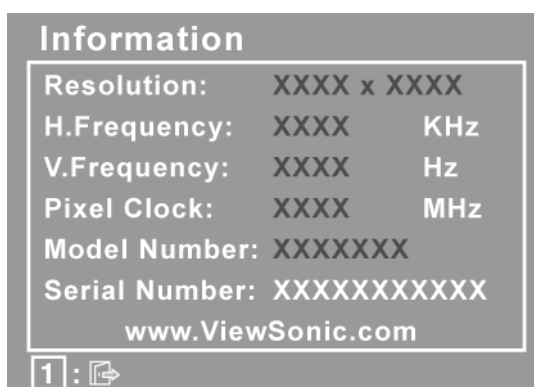 Information
Resolution: XXXX x XXXX
H.Frequency: XXXX KHz
V.Frequency: XXXX Hz
Pixel Clock: XXXX MHz
Model Number: XXXXXXX
Serial Number: XXXXXXXXXXX
www.ViewSonic.com
1 :